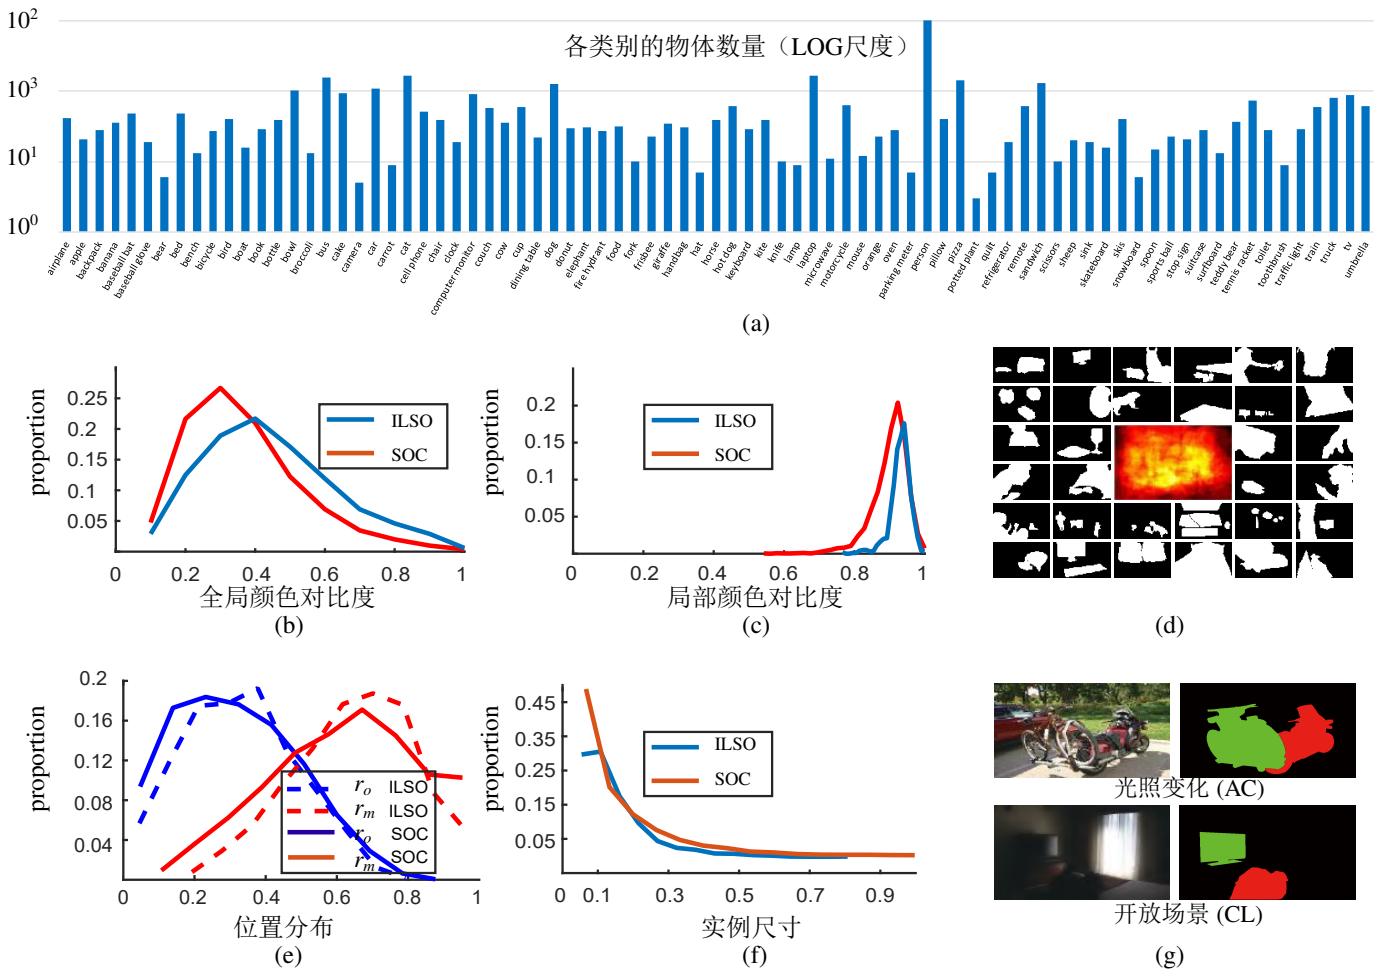 各类别的物体数量（LOG尺度）
10²
10³
10¹
10⁰
airplane
apple
backpack
banana
baseball bat
baseball glove
bear
bed
bench
bicycle
bird
boat
book
bottle
bowl
broccoli
bus
cake
camera
car
carrot
cat
cell phone
chair
clock
computer monitor
couch
cow
cup
dining table
dog
donut
elephant
fire hydrant
food
fork
frisbee
giraffe
handbag
hat
horse
hot dog
keyboard
kite
knife
lamp
laptop
microwave
motorcycle
mouse
orange
oven
parking meter
person
pillow
pizza
potted plant
quilt
refrigerator
remote
sandwich
scissors
sheep
sink
skateboard
skis
snowboard
spoon
sports ball
stop sign
suitcase
surfboard
teddy bear
tennis racket
toilet
toothbrush
traffic light
train
truck
tv
umbrella
(a)
proportion
0.25
0.2
0.15
0.1
0.05
ILSO
SOC
0 0.2 0.4 0.6 0.8 1
全局颜色对比度
(b)
proportion
0.2
0.15
0.1
0.05
ILSO
SOC
0 0.2 0.4 0.6 0.8 1
局部颜色对比度
(c)
(d)
proportion
0.2
0.16
0.12
0.08
0.04
r_o ILSO
r_m ILSO
r_o SOC
r_m SOC
0 0.2 0.4 0.6 0.8 1
位置分布
(e)
proportion
0.45
0.35
0.25
0.15
0.05
ILSO
SOC
0 0.1 0.3 0.5 0.7 0.9
实例尺寸
(f)
光照变化 (AC)
开放场景 (CL)
(g)